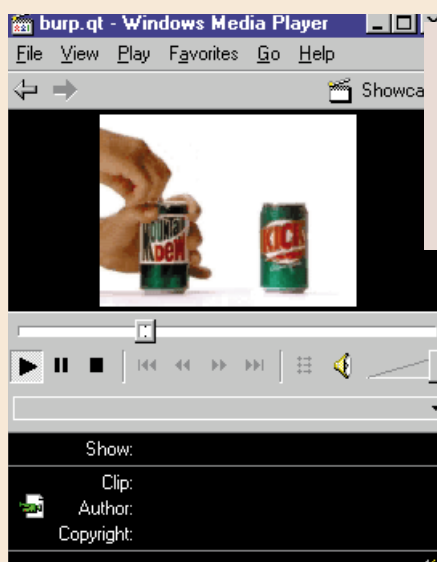 burp.qt - Windows Media Player
File View Play Favorites Go Help
Showca
MOUNTAIN
DEW
KICK
Show:
Clip:
Author:
Copyright: